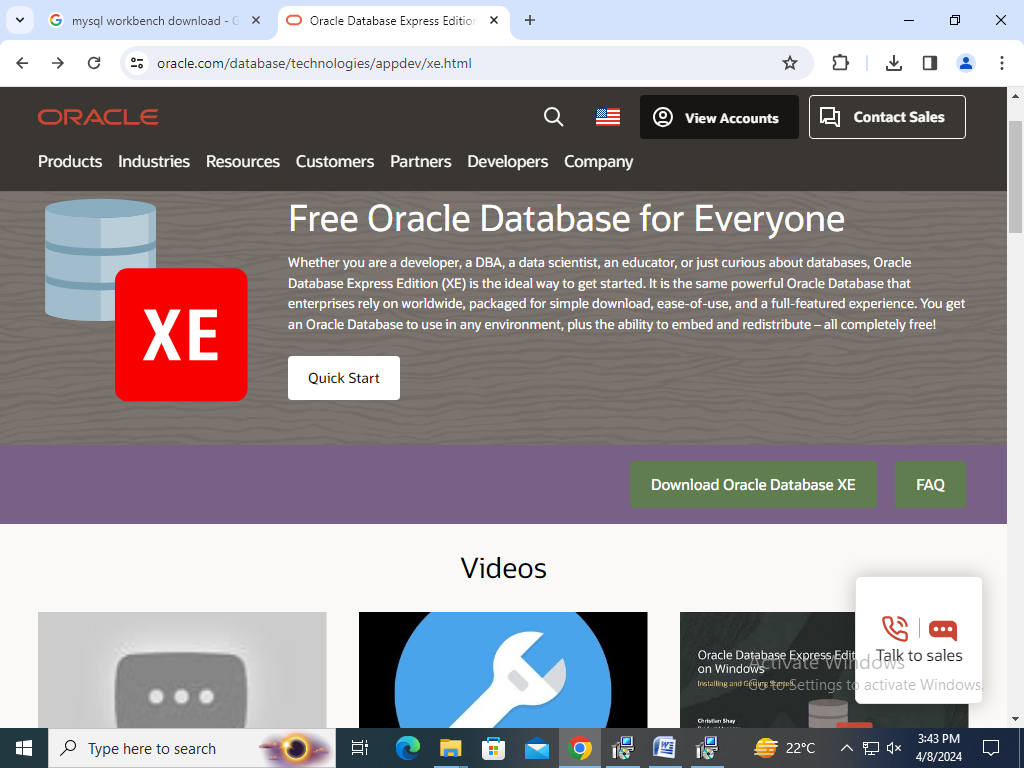 mysql workbench download - G
Oracle Database Express Edition
oracle.com/database/technologies/appdev/xe.html
ORACLE
View Accounts
Contact Sales
Products Industries Resources Customers Partners Developers Company
XE
Free Oracle Database for Everyone
Whether you are a developer, a DBA, a data scientist, an educator, or just curious about databases, Oracle
Database Express Edition (XE) is the ideal way to get started. It is the same powerful Oracle Database that
enterprises rely on worldwide, packaged for simple download, ease-of-use, and a full-featured experience. You get
an Oracle Database to use in any environment, plus the ability to embed and redistribute – all completely free!
Quick Start
Download Oracle Database XE
FAQ
Videos
Oracle Database Express Edit
on Windows
Installing and Getting Started
Christian Shay
Talk to sales
Activate Windows
Go to Settings to activate Windows.
Type here to search
22°C
3:43 PM
4/8/2024